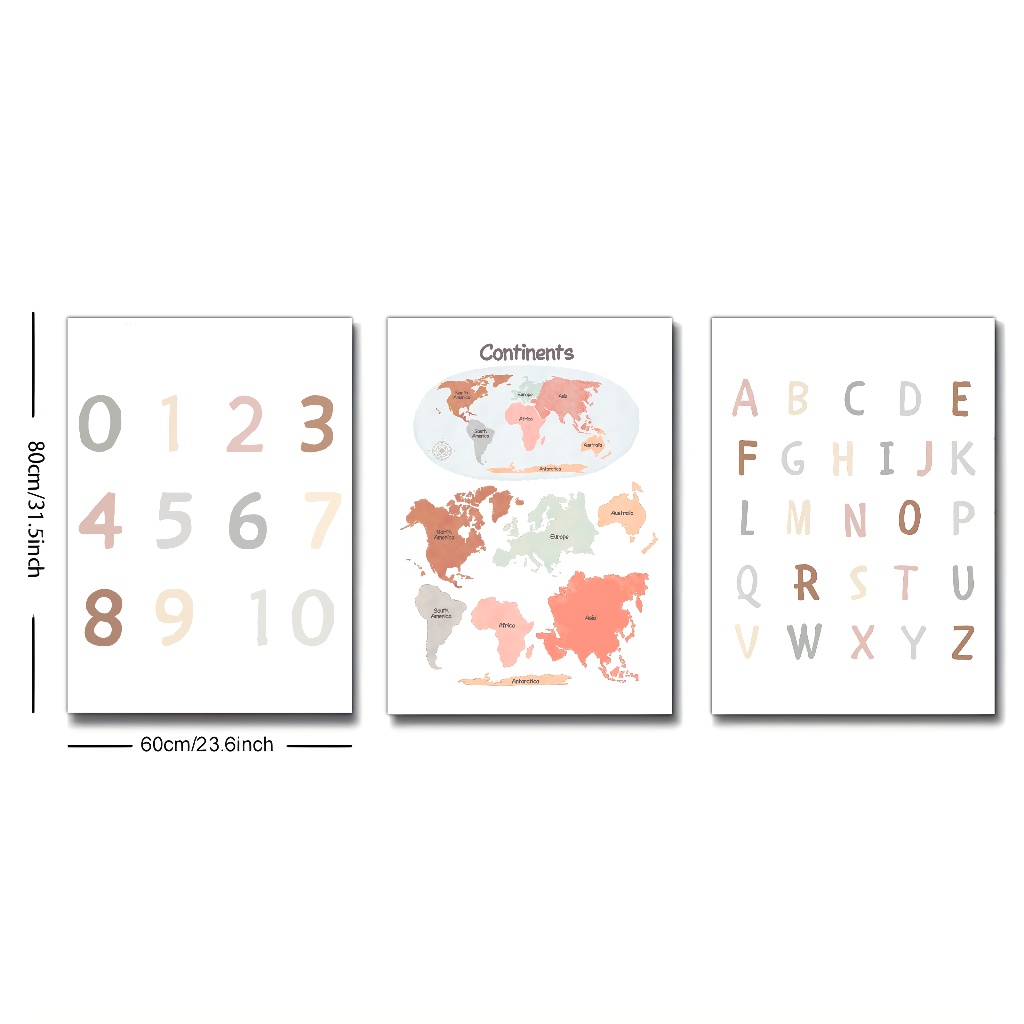 80cm/31.5inch
0 1 2 3
4 5 6 7
8 9 10
60cm/23.6inch
Continents
North America
Europe
Asia
Africa
South America
Australia
Antarctica
North
America
Europe
Australia
South
America
Africa
Asia
Antarctica
A B C D E
F G H I J K
L M N O P
Q R S T U
V W X Y Z